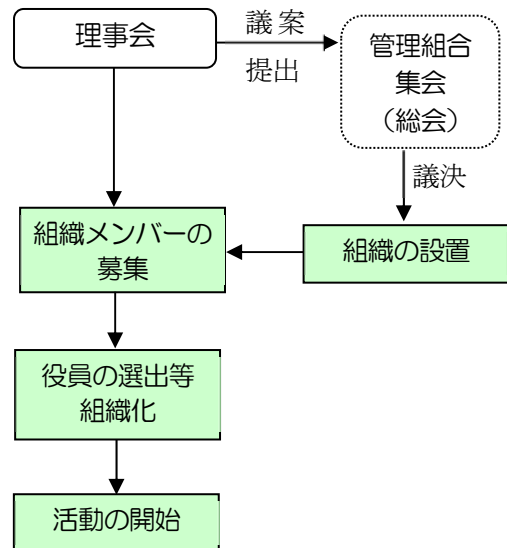 理事会
議案
提出
管理組合
集会
（総会）
議決
組織メンバーの
募集
組織の設置
役員の選出等
組織化
活動の開始